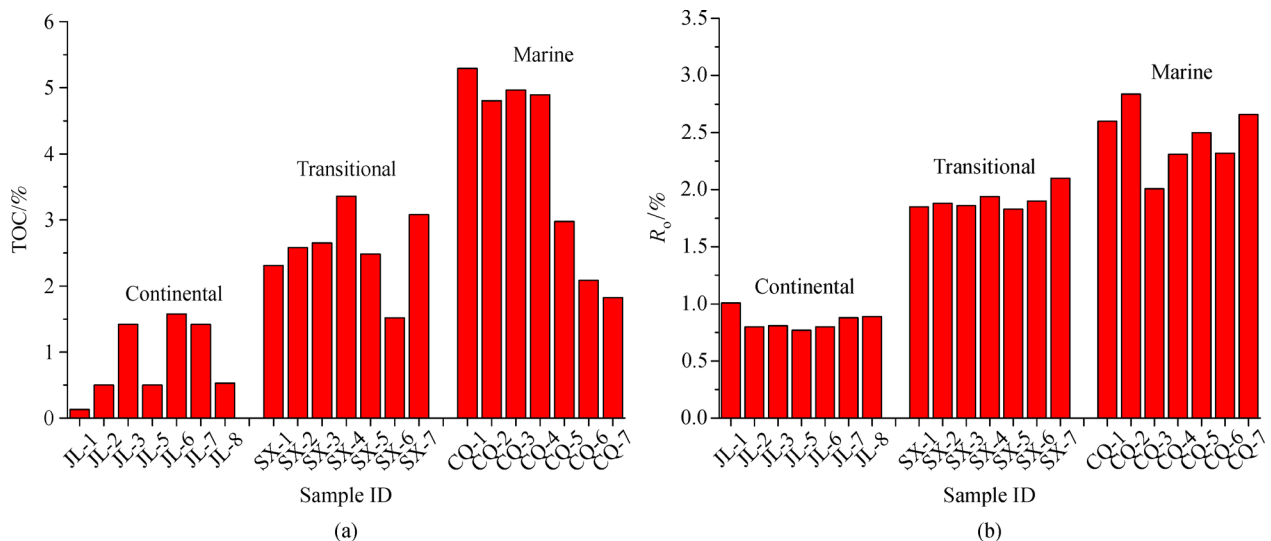 6
5
4
3
2
1
0
TOC/%
Continental
Transitional
Marine
JL-1
JL-2
JL-3
JL-5
JL-6
JL-7
JL-8
SX-1
SX-2
SX-3
SX-4
SX-5
SX-6
SX-7
CQ-1
CQ-2
CQ-3
CQ-4
CQ-5
CQ-6
CQ-7
Sample ID
(a)
3.5
3.0
2.5
2.0
1.5
1.0
0.5
0.0
Ro/%
Continental
Transitional
Marine
JL-1
JL-2
JL-3
JL-5
JL-6
JL-7
JL-8
SX-1
SX-2
SX-3
SX-4
SX-5
SX-6
SX-7
CQ-1
CQ-2
CQ-3
CQ-4
CQ-5
CQ-6
CQ-7
Sample ID
(b)